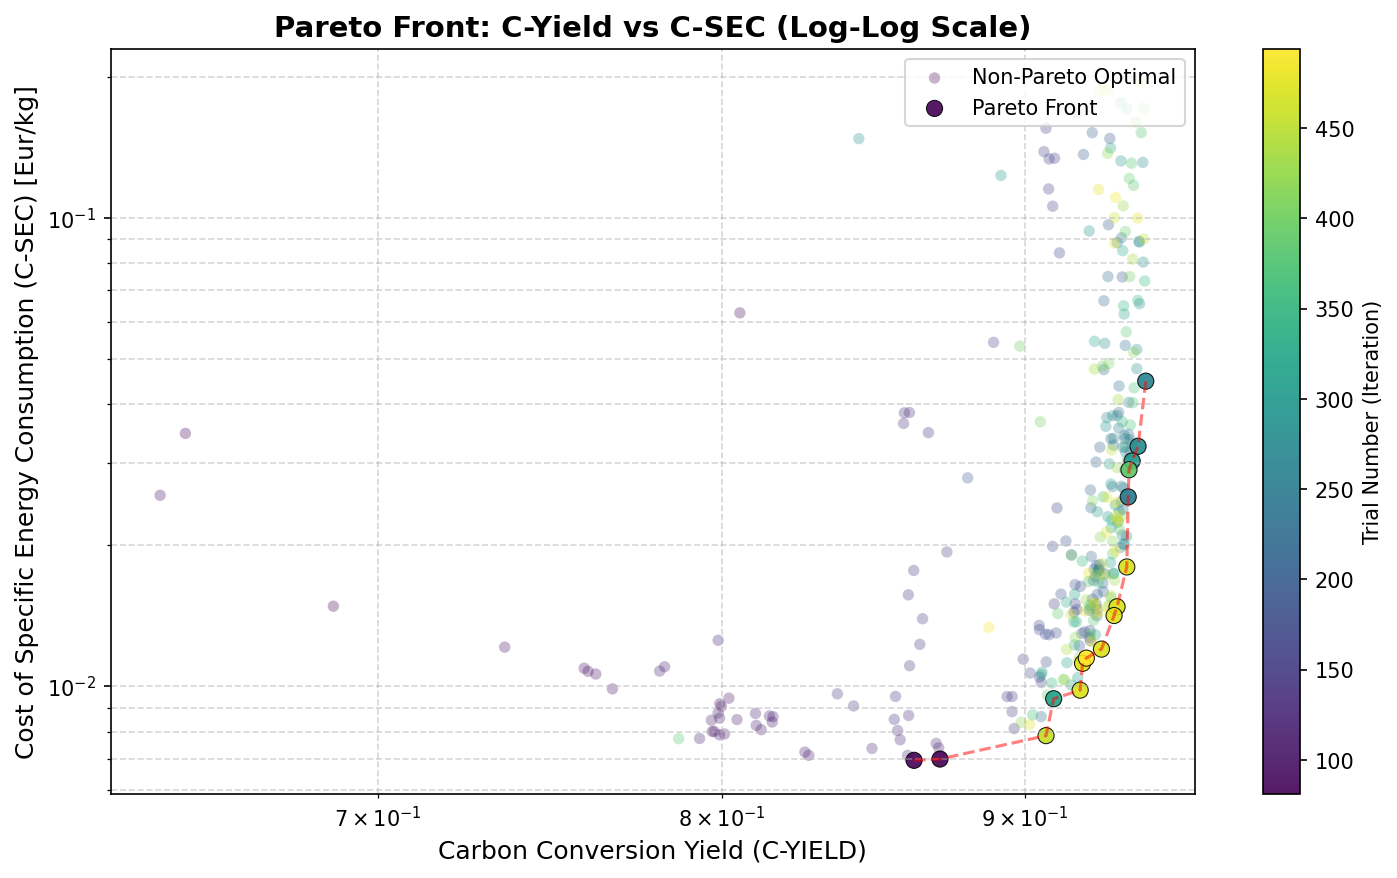 Pareto Front: C-Yield vs C-SEC (Log-Log Scale)
Non-Pareto Optimal
Pareto Front
Cost of Specific Energy Consumption (C-SEC) [Eur/kg]
10⁻¹
10⁻²
7 × 10⁻¹
8 × 10⁻¹
9 × 10⁻¹
Carbon Conversion Yield (C-YIELD)
450
400
350
300
250
200
150
100
Trial Number (Iteration)